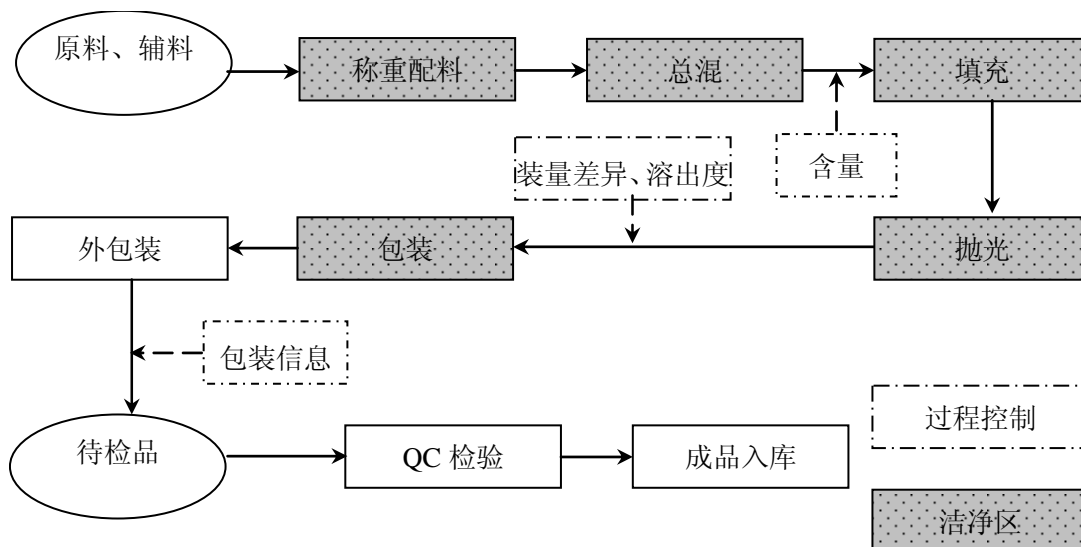 原料、辅料
称重配料
总混
填充
装量差异、溶出度
含量
外包装
包装
抛光
包装信息
过程控制
待检品
QC 检验
成品入库
洁净区